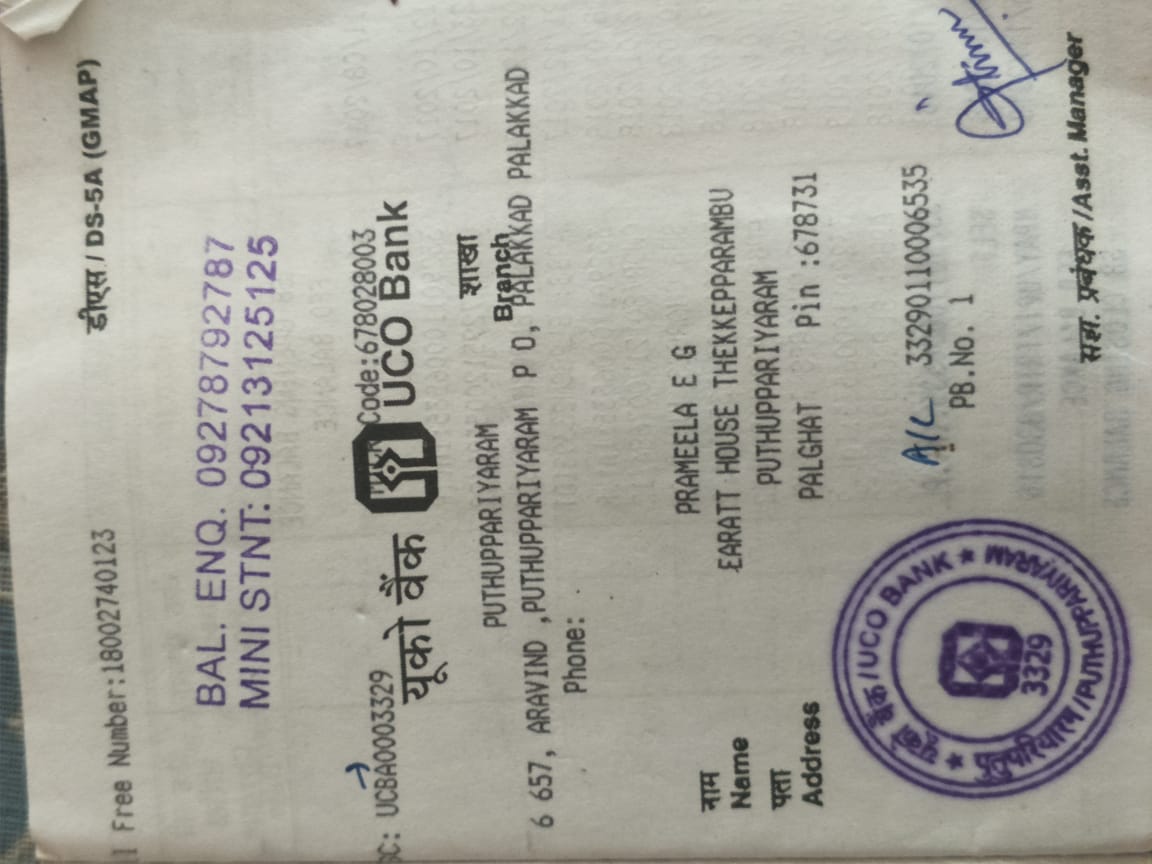 Free Number:18002740123
डीएस / DS-5A (GMAP)
BAL. ENQ. 09278792787
MINI STNT: 09213125125
SC: UCBA0003329
MICR Code:678028003
यूको बैंक UCO Bank
शाखा
PUTHUPPARIYARAM
Branch
6 657, ARAVIND ,PUTHUPPARIYARAM P O, PALAKKAD PALAKKAD
Phone:
PRAMEELA E G
नाम
Name
EARATT HOUSE THEKKEPPARAMBU
पता
PUTHUPPARIYARAM
Address
PALGHAT Pin :678731
यूको बैंक/UCO BANK
3329
पुतुपरियारम/PUTHUPPARIYARAM
A/C 33290110006535
PB.No. 1
सहा. प्रबंधक/Asst. Manager